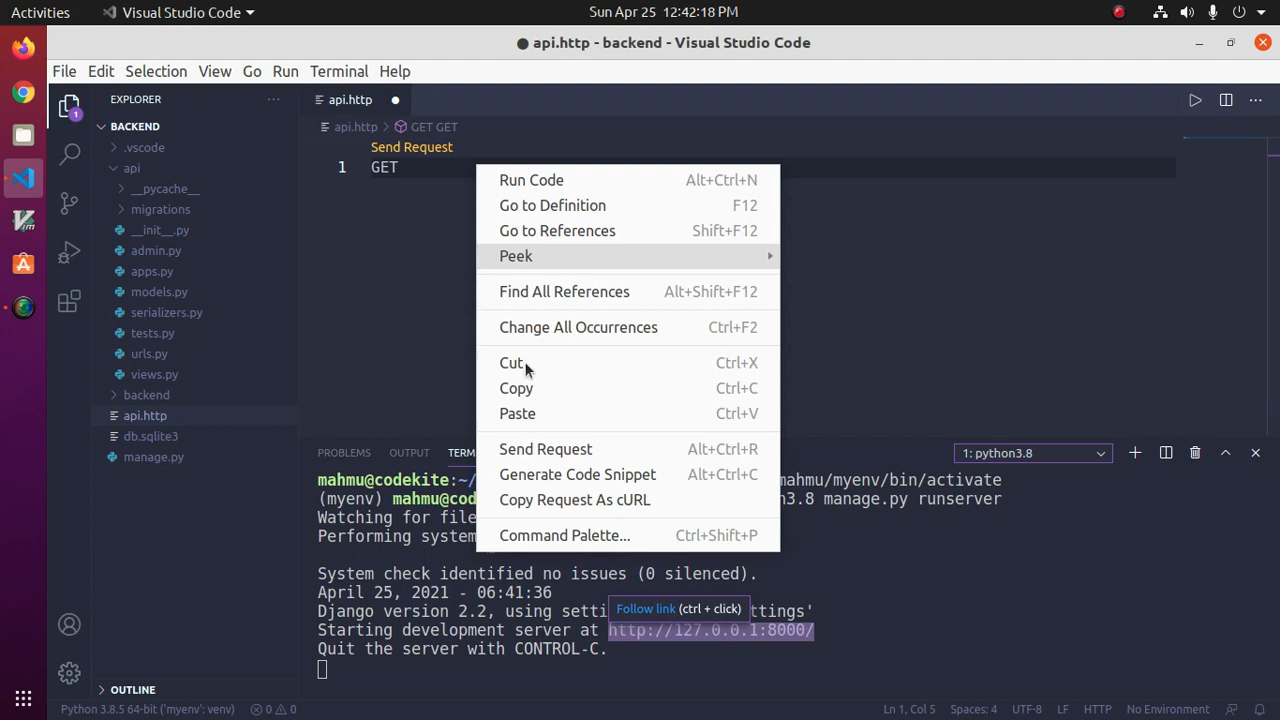 Activities
Visual Studio Code
Sun Apr 25 12:42:18 PM
● api.http - backend - Visual Studio Code
File Edit Selection View Go Run Terminal Help
EXPLORER
api.http
BACKEND
api.http > GET GET
.vscode
Send Request
api
1 GET
__pycache__
migrations
__init__.py
admin.py
apps.py
models.py
serializers.py
tests.py
urls.py
views.py
backend
api.http
db.sqlite3
manage.py
1
Run Code Alt+Ctrl+N
Go to Definition F12
Go to References Shift+F12
Peek
Find All References Alt+Shift+F12
Change All Occurrences Ctrl+F2
Cut Ctrl+X
Copy Ctrl+C
Paste Ctrl+V
Send Request Alt+Ctrl+R
Generate Code Snippet Alt+Ctrl+C
Copy Request As cURL
Command Palette... Ctrl+Shift+P
PROBLEMS OUTPUT TERM 1: python3.8
mahmu@codekite:~/ mahmu/myenv/bin/activate
(myenv) mahmu@cod n3.8 manage.py runserver
Watching for file
Performing system
System check identified no issues (0 silenced).
April 25, 2021 - 06:41:36
Django version 2.2, using setti ttings'
Follow link (ctrl + click)
Starting development server at http://127.0.0.1:8000/
Quit the server with CONTROL-C.
OUTLINE
Python 3.8.5 64-bit ('myenv': venv) 0 0 Ln 1, Col 5 Spaces: 4 UTF-8 LF HTTP No Environment